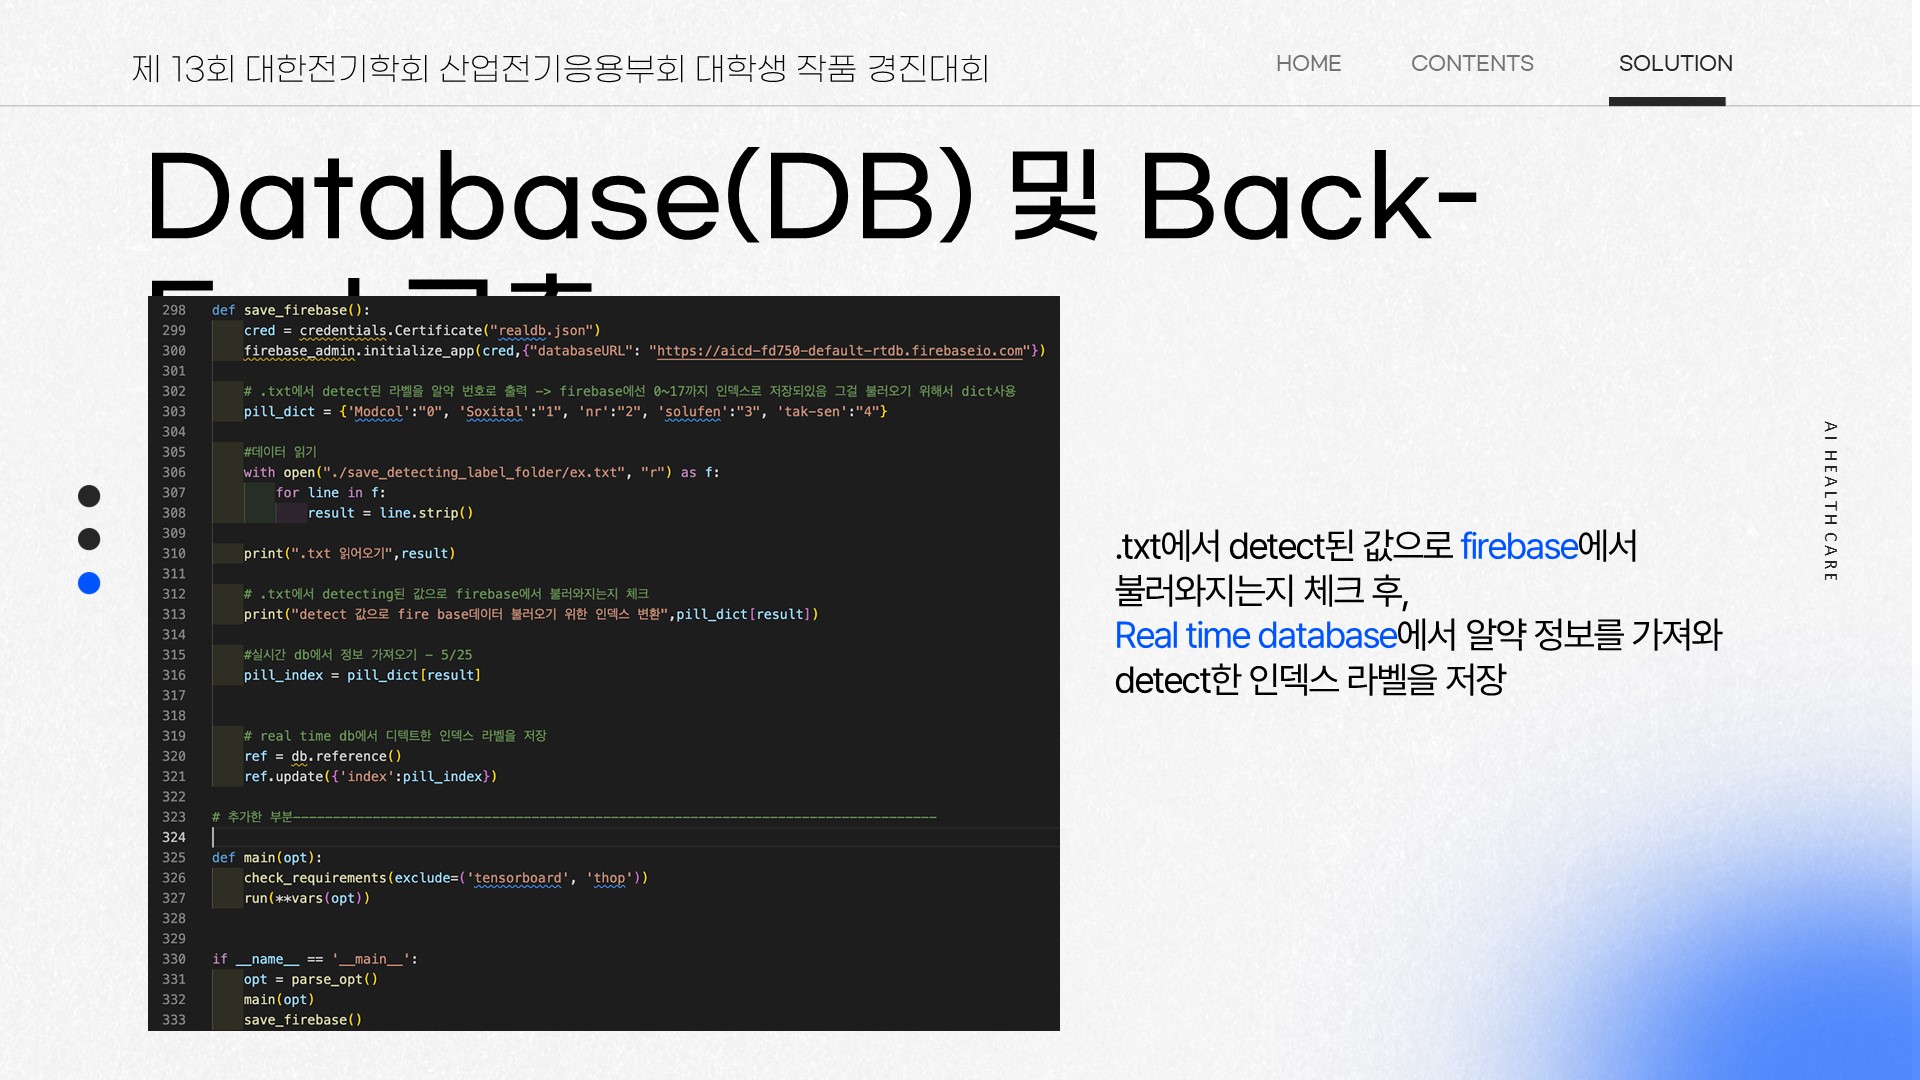 제 13회 대한전기학회 산업전기응용부회 대학생 작품 경진대회
HOME CONTENTS SOLUTION
Database(DB) 및 Back-
298 def save_firebase():
299 cred = credentials.Certificate("realdb.json")
300 firebase_admin.initialize_app(cred,{"databaseURL": "https://aicd-fd750-default-rtdb.firebaseio.com"})
301
302 # .txt에서 detect된 라벨을 알약 번호로 출력 -> firebase에선 0~17까지 인덱스로 저장되있음 그걸 불러오기 위해서 dict사용
303 pill_dict = {'Modcol':"0", 'Soxital':"1", 'nr':"2", 'solufen':"3", 'tak-sen':"4"}
304
305 #데이터 읽기
306 with open("./save_detecting_label_folder/ex.txt", "r") as f:
307 for line in f:
308 result = line.strip()
309
310 print(".txt 읽어오기",result)
311
312 # .txt에서 detecting된 값으로 firebase에서 불러와지는지 체크
313 print("detect 값으로 fire base데이터 불러오기 위한 인덱스 변환",pill_dict[result])
314
315 #실시간 db에서 정보 가져오기 - 5/25
316 pill_index = pill_dict[result]
317
318
319 # real time db에서 디텍트한 인덱스 라벨을 저장
320 ref = db.reference()
321 ref.update({'index':pill_index})
322
323 # 추가한 부분---------------------------------------------------------------------------------
324
325 def main(opt):
326 check_requirements(exclude=('tensorboard', 'thop'))
327 run(**vars(opt))
328
329
330 if __name__ == '__main__':
331 opt = parse_opt()
332 main(opt)
333 save_firebase()
.txt에서 detect된 값으로 firebase에서
불러와지는지 체크 후,
Real time database에서 알약 정보를 가져와
detect한 인덱스 라벨을 저장
AI HEALTH CARE